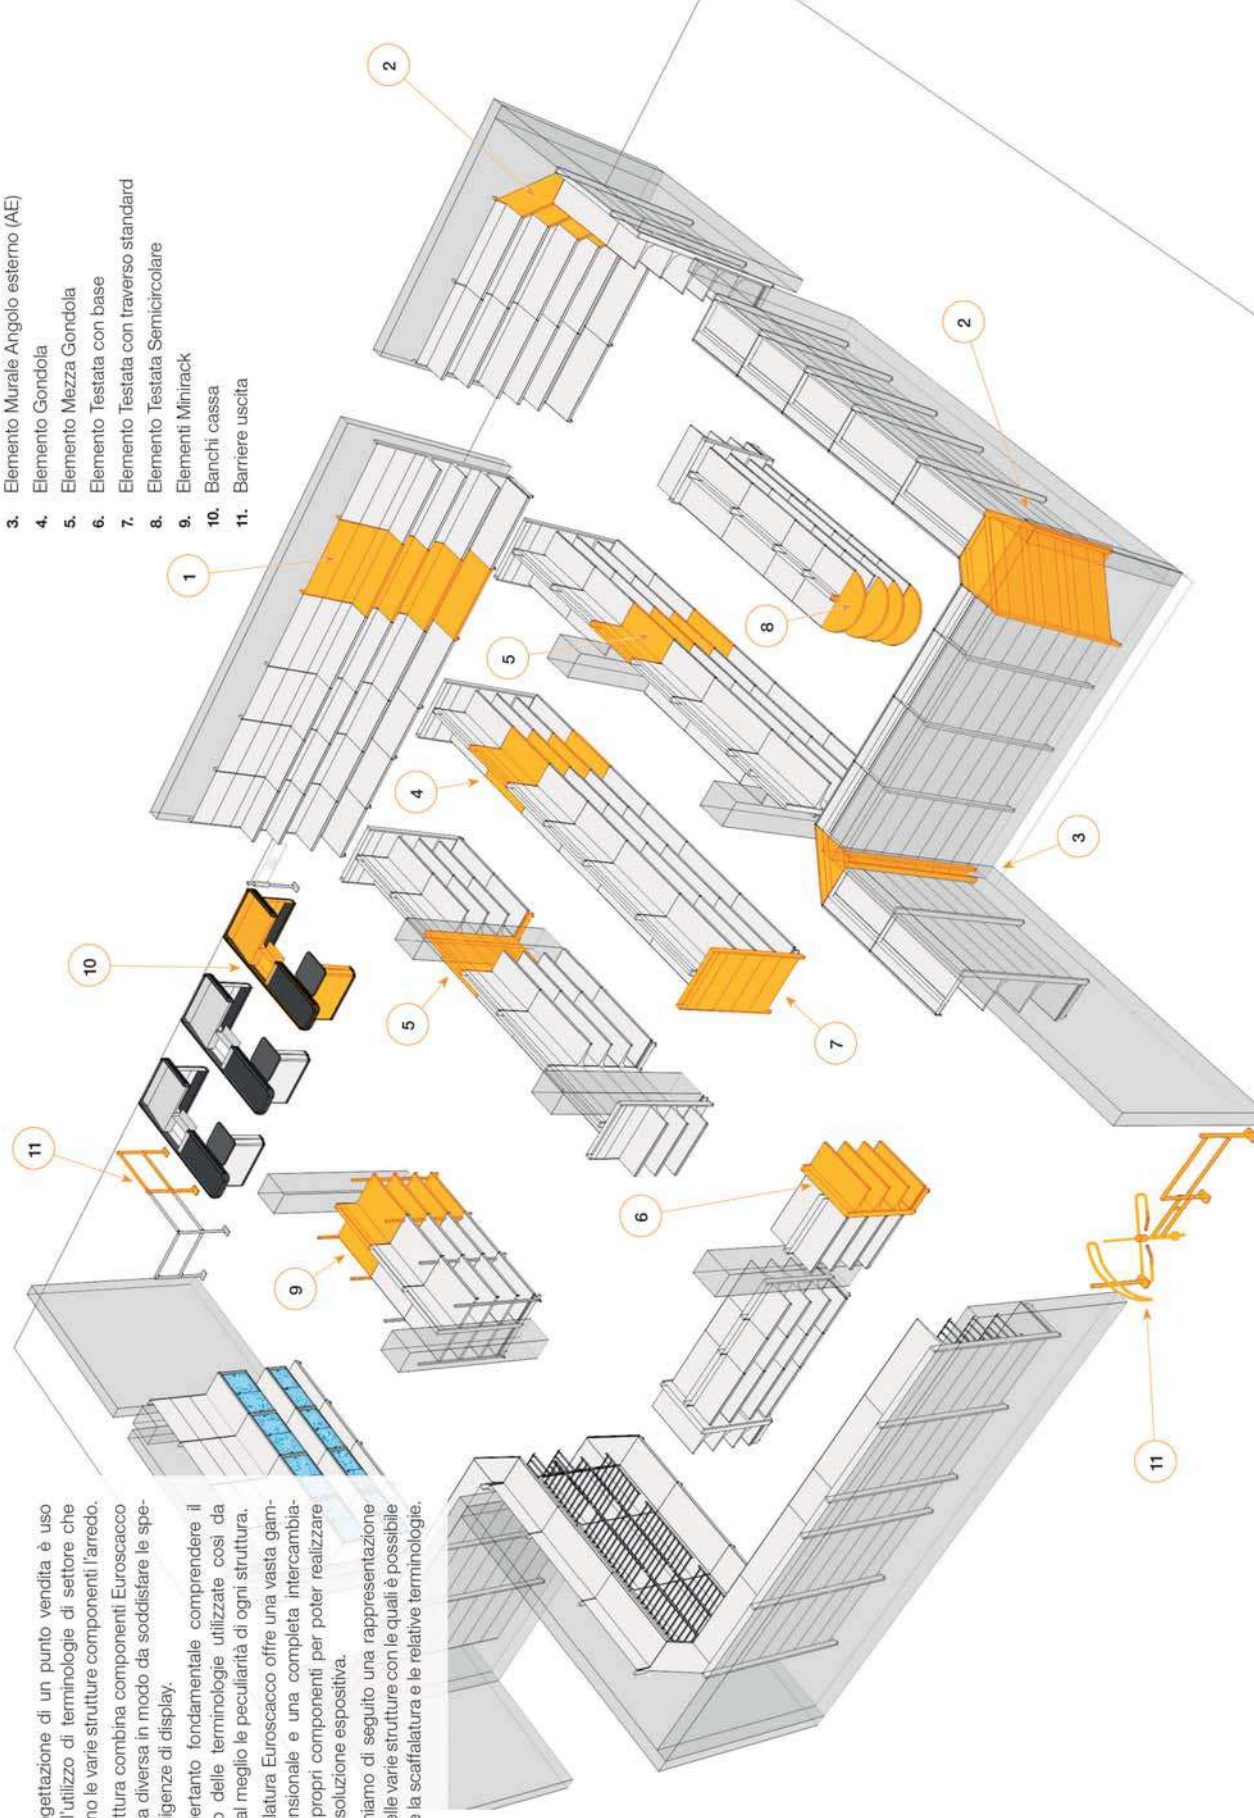 gettazione di un punto vendita è uso
l'utilizzo di terminologie di settore che
no le varie strutture componenti l'arredo.
ttura combina componenti Euroscacco
a diversa in modo da soddisfare le spe-
igenze di display.
ertanto fondamentale comprendere il
o delle terminologie utilizzate così da
al meglio le peculiarità di ogni struttura.
latura Euroscacco offre una vasta gam-
nsionale e una completa intercambia-
propri componenti per poter realizzare
soluzione espositiva.
niamo di seguito una rappresentazione
lle varie strutture con le quali è possibile
e la scaffalatura e le relative terminologie.
3. Elemento Murale Angolo esterno (AE)
4. Elemento Gondola
5. Elemento Mezza Gondola
6. Elemento Testata con base
7. Elemento Testata con traverso standard
8. Elemento Testata Semicircolare
9. Elementi Minirack
10. Banchi cassa
11. Barriere uscita
11
10
1
2
9
5
4
5
8
6
7
2
3
11